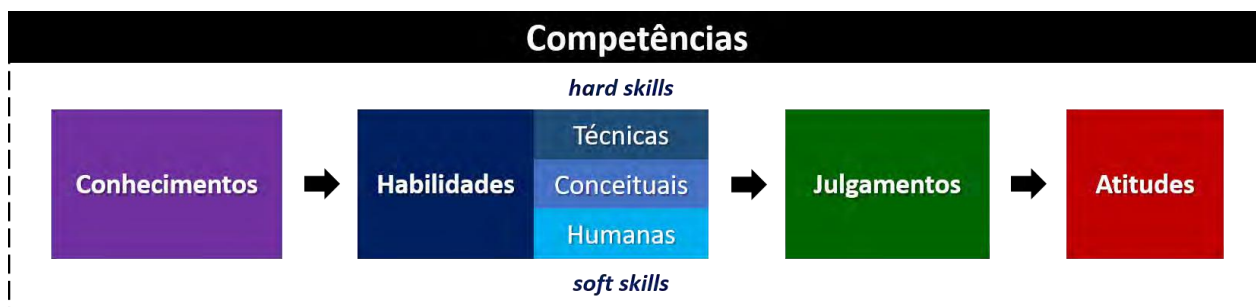 Competências
hard skills
Conhecimentos
Habilidades
Técnicas
Conceituais
Humanas
Julgamentos
Atitudes
soft skills